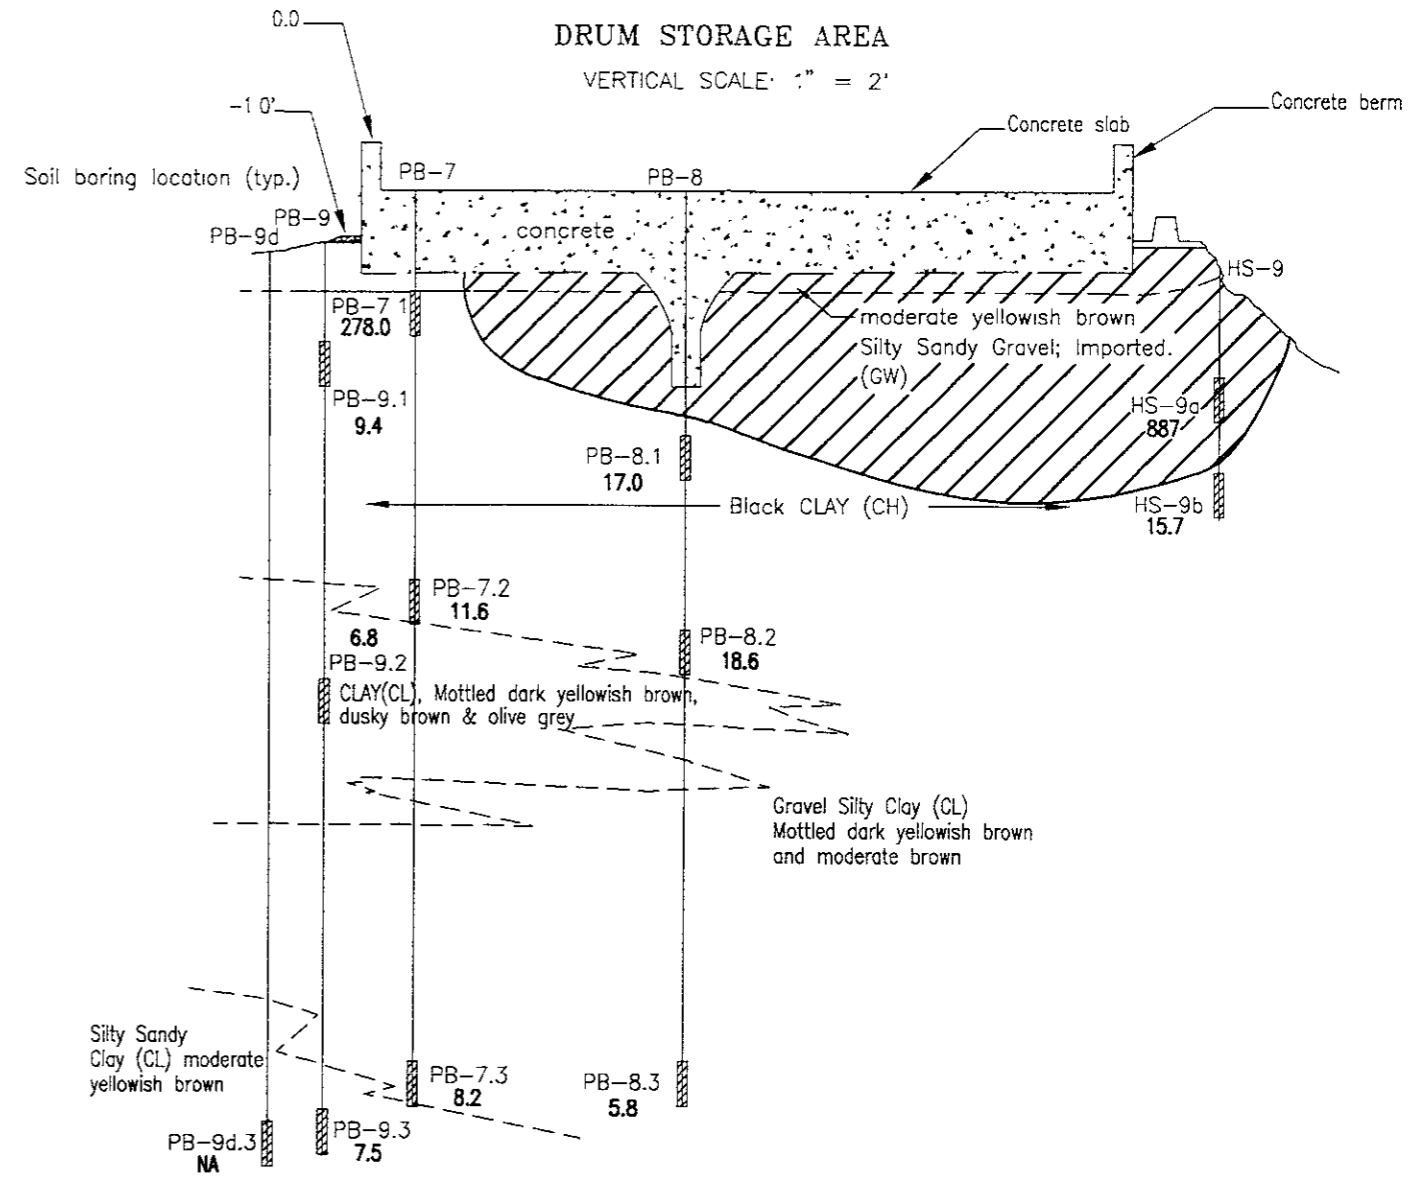 0.0
DRUM STORAGE AREA
VERTICAL SCALE: 1" = 2'
-1 0'
Concrete berm
Concrete slab
Soil boring location (typ.)
PB-7
PB-8
PB-9
PB-9d
concrete
HS-9
PB-7 1
278.0
moderate yellowish brown
Silty Sandy Gravel; Imported.
(GW)
PB-9.1
9.4
HS-9a
887
PB-8.1
17.0
Black CLAY (CH)
HS-9b
15.7
PB-7.2
11.6
6.8
PB-9.2
PB-8.2
18.6
CLAY(CL), Mottled dark yellowish brown,
dusky brown & olive grey
Gravel Silty Clay (CL)
Mottled dark yellowish brown
and moderate brown
Silty Sandy
Clay (CL) moderate
yellowish brown
PB-7.3
8.2
PB-8.3
5.8
PB-9d.3
NA
PB-9.3
7.5